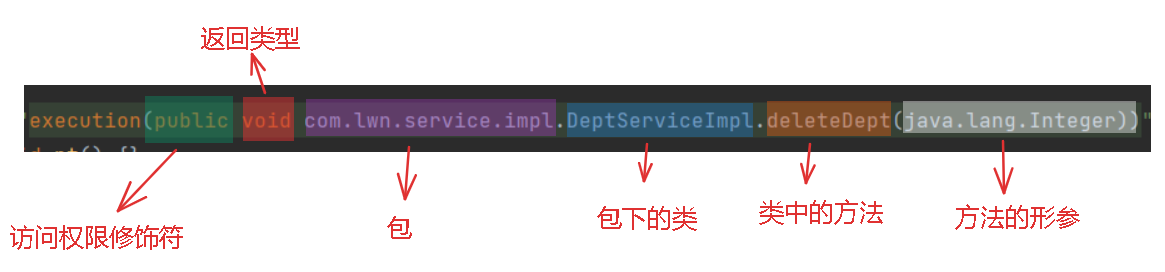 返回类型
"execution(public void com.lwn.service.impl.DeptServiceImpl.deleteDept(java.lang.Integer))"
访问权限修饰符
包
包下的类
类中的方法
方法的形参